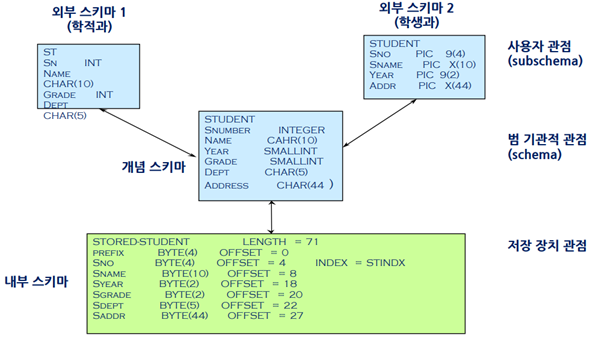 외부 스키마 1
(학적과)
외부 스키마 2
(학생과)
ST
SN INT
NAME
CHAR(10)
GRADE INT
DEPT
CHAR(5)
STUDENT
SNO PIC 9(4)
SNAME PIC X(10)
YEAR PIC 9(2)
ADDR PIC X(44)
사용자 관점
(subschema)
STUDENT
SNUMBER INTEGER
NAME CAHR(10)
YEAR SMALLINT
GRADE SMALLINT
DEPT CHAR(5)
ADDRESS CHAR(44 )
개념 스키마
범 기관적 관점
(schema)
STORED-STUDENT LENGTH = 71
PREFIX BYTE(4) OFFSET = 0
SNO BYTE(4) OFFSET = 4 INDEX = STINDX
SNAME BYTE(10) OFFSET = 8
SYEAR BYTE(2) OFFSET = 18
SGRADE BYTE(2) OFFSET = 20
SDEPT BYTE(5) OFFSET = 22
SADDR BYTE(44) OFFSET = 27
내부 스키마
저장 장치 관점